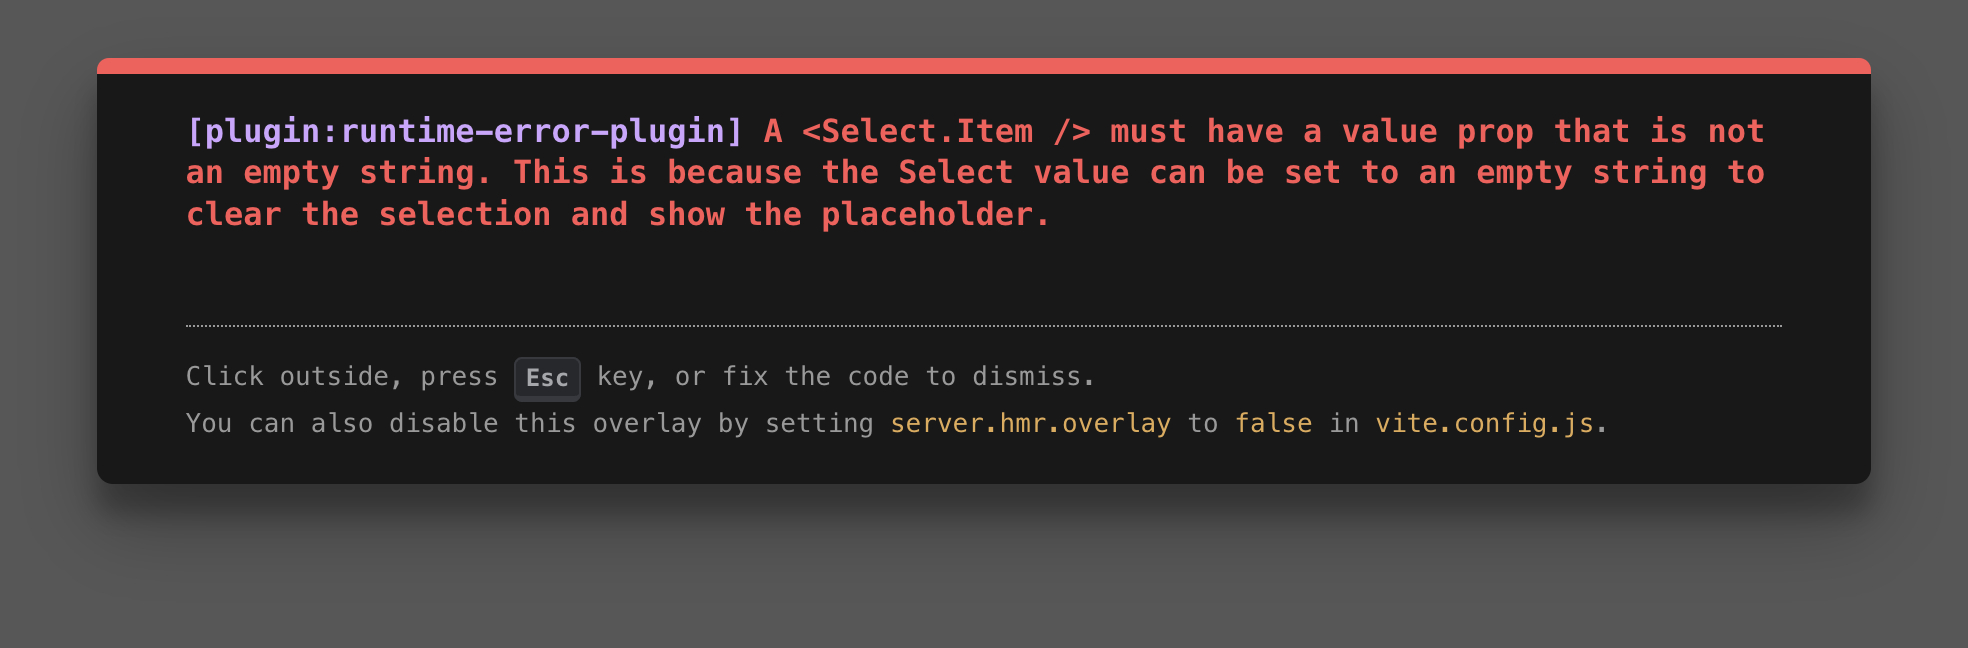 [plugin:runtime-error-plugin] A <Select.Item /> must have a value prop that is not
an empty string. This is because the Select value can be set to an empty string to
clear the selection and show the placeholder.
Click outside, press Esc key, or fix the code to dismiss.
You can also disable this overlay by setting server.hmr.overlay to false in vite.config.js.